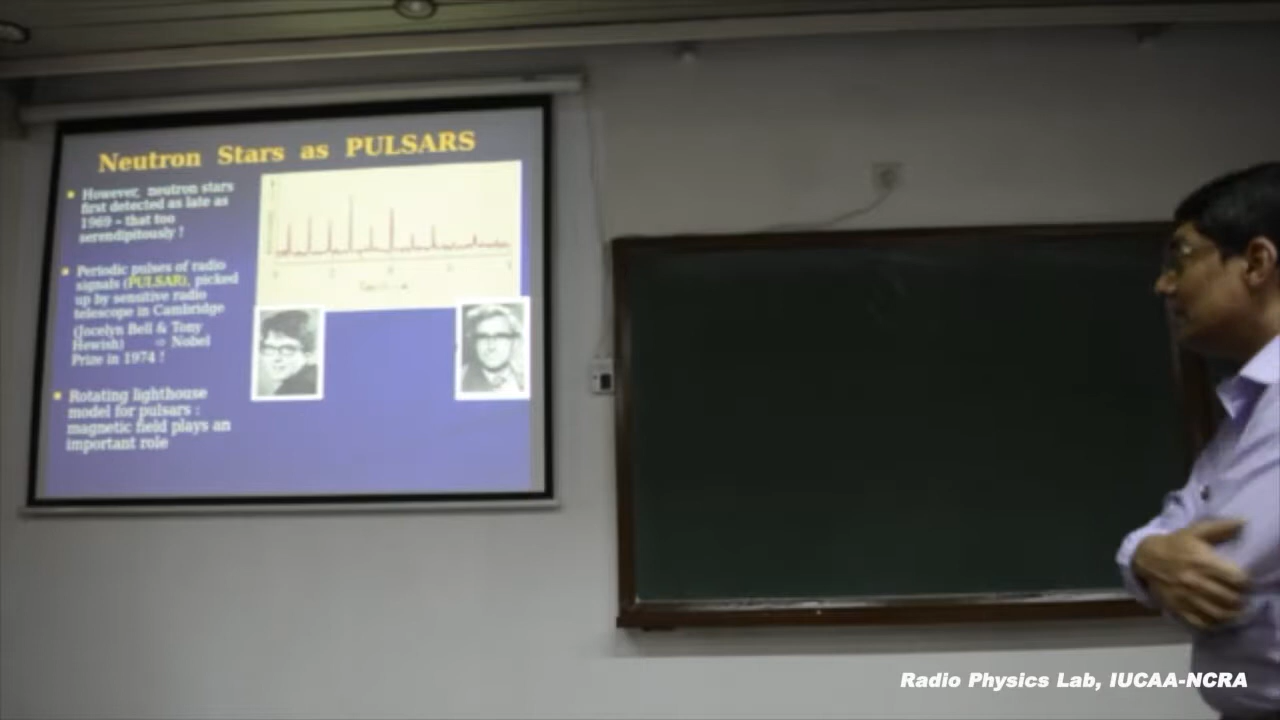 Neutron Stars as PULSARS
However, neutron stars
first detected as late as
1969 – that too
serendipitously !
Periodic pulses of radio
signals (PULSAR), picked
up by sensitive radio
telescope in Cambridge
(Jocelyn Bell & Tony
Hewish) ⇒ Nobel
Prize in 1974 !
Rotating lighthouse
model for pulsars :
magnetic field plays an
important role
Radio Physics Lab, IUCAA-NCRA